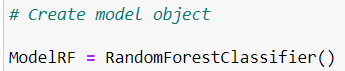 # Create model object
ModelRF = RandomForestClassifier()